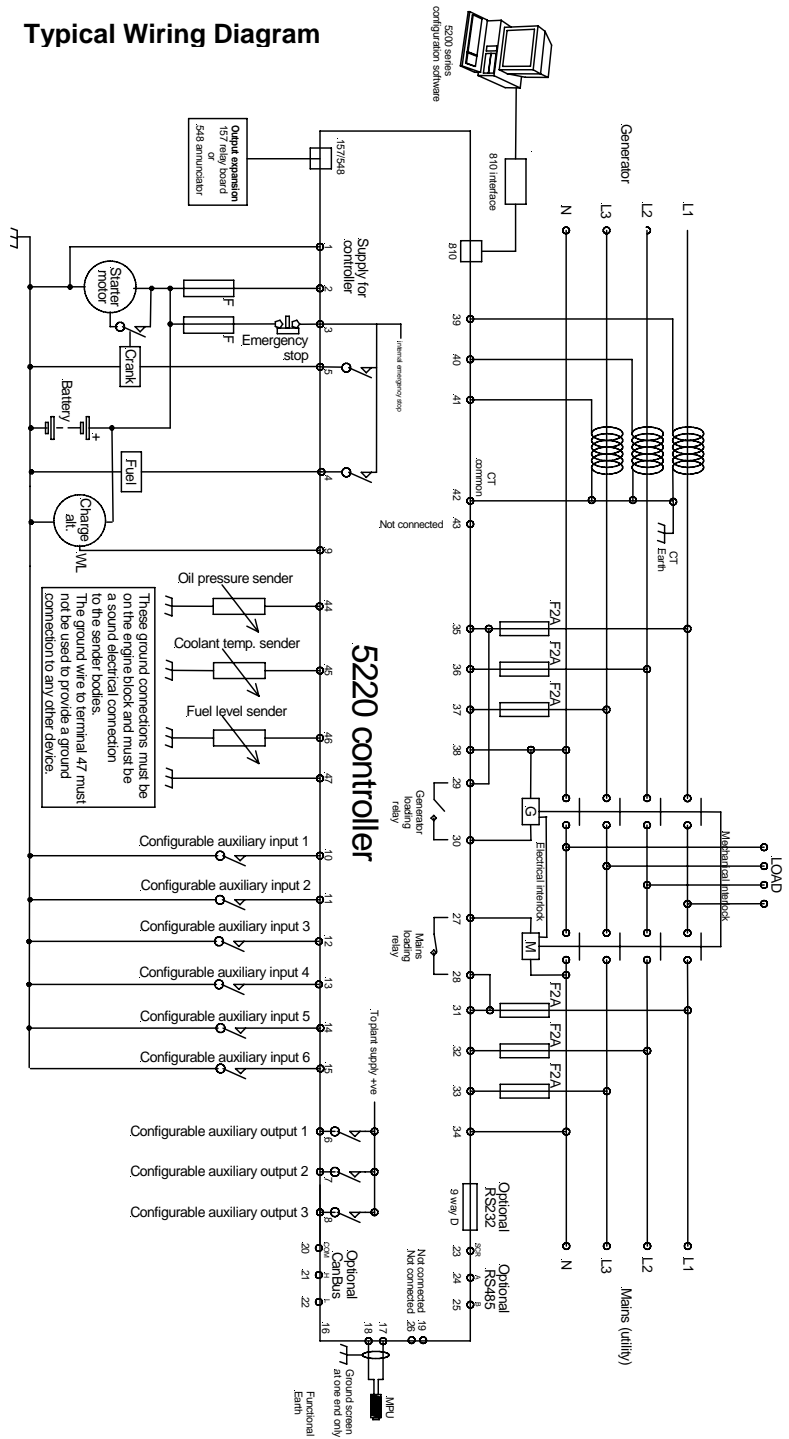 Typical Wiring Diagram
5200 series
configuration software
810 interface
810
Output expansion
157 relay board
or
.548 annunciator
.157/548
.Generator
.N
.L3
.L2
.L1
Supply for
.controller
.1
.2
.3
.5
.4
.9
.Starter
motor
.F
.F
.Emergency
stop
.internal emergency stop
.Crank
.Battery
.+
.Fuel
.Charge
alt.
.WL
.39
.40
.41
.42
.43
CT
common
.Not connected
CT
Earth
.Oil pressure sender
.44
.Coolant temp. sender
.45
.Fuel level sender
.46
.47
These ground connections must be
on the engine block and must be
a sound electrical connection
to the sender bodies.
The ground wire to terminal 47 must
not be used to provide a ground
connection to any other device.
.5220 controller
.35
.36
.37
.38
.29
.30
.F2A
.F2A
.F2A
Generator
loading
relay
.G
.Electrical interlock
.Mechanical interlock
.LOAD
.27
.28
Mains
loading
relay
.M
.31
.32
.33
.34
.F2A
.F2A
.F2A
.Configurable auxiliary input 1
.10
.Configurable auxiliary input 2
.11
.Configurable auxiliary input 3
.12
.Configurable auxiliary input 4
.13
.Configurable auxiliary input 5
.14
.Configurable auxiliary input 6
.15
.To plant supply +ve
.Configurable auxiliary output 1
.6
.Configurable auxiliary output 2
.7
.Configurable auxiliary output 3
.8
.Optional
.RS232
9 way D
.Optional
.RS485
.23
SCR
.24
A
.25
B
.Optional
.CanBus
.20
COM
.21
H
.22
L
.16
.17
.18
Not connected .19
.Not connected .26
.MPU
Ground screen
at one end only
Functional
.Earth
.N
.L3
.L2
.L1
.Mains (utility)